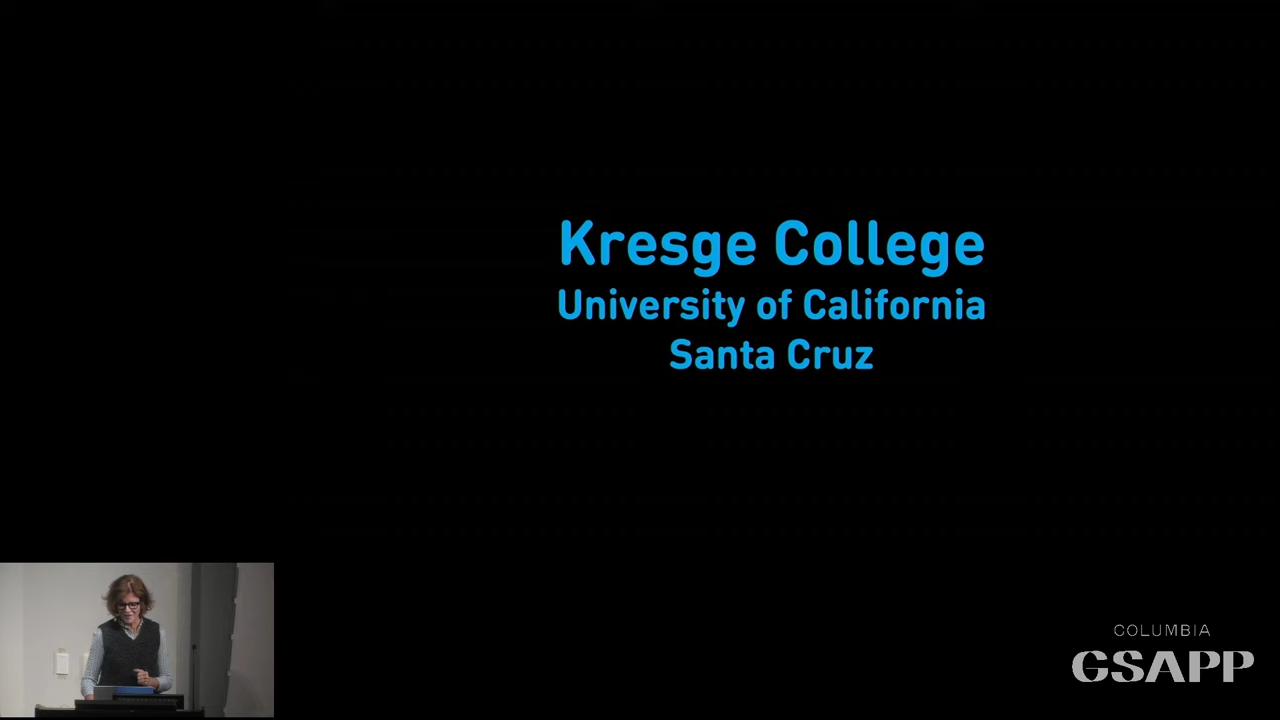 Kresge College
University of California
Santa Cruz
COLUMBIA
GSAPP